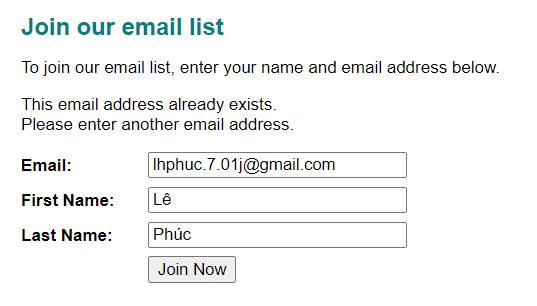 Join our email list
To join our email list, enter your name and email address below.
This email address already exists.
Please enter another email address.
Email: lhphuc.7.01j@gmail.com
First Name: Lê
Last Name: Phúc
Join Now